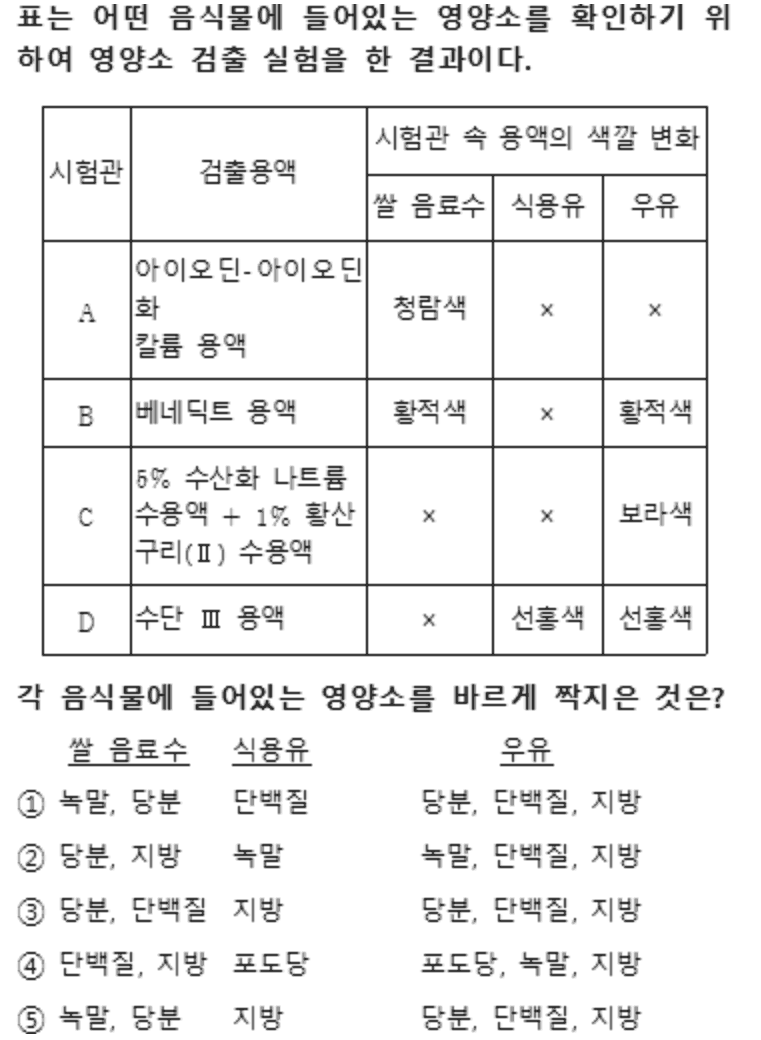 표는 어떤 음식물에 들어있는 영양소를 확인하기 위
하여 영양소 검출 실험을 한 결과이다.
시험관 검출용액 시험관 속 용액의 색깔 변화
쌀 음료수 식용유 우유
A 아이오딘-아이오딘
화
칼륨 용액 청람색 × ×
B 베네딕트 용액 황적색 × 황적색
C 5% 수산화 나트륨
수용액 + 1% 황산
구리(Ⅱ) 수용액 × × 보라색
D 수단 Ⅲ 용액 × 선홍색 선홍색
각 음식물에 들어있는 영양소를 바르게 짝지은 것은?
쌀 음료수 식용유 우유
① 녹말, 당분 단백질 당분, 단백질, 지방
② 당분, 지방 녹말 녹말, 단백질, 지방
③ 당분, 단백질 지방 당분, 단백질, 지방
④ 단백질, 지방 포도당 포도당, 녹말, 지방
⑤ 녹말, 당분 지방 당분, 단백질, 지방